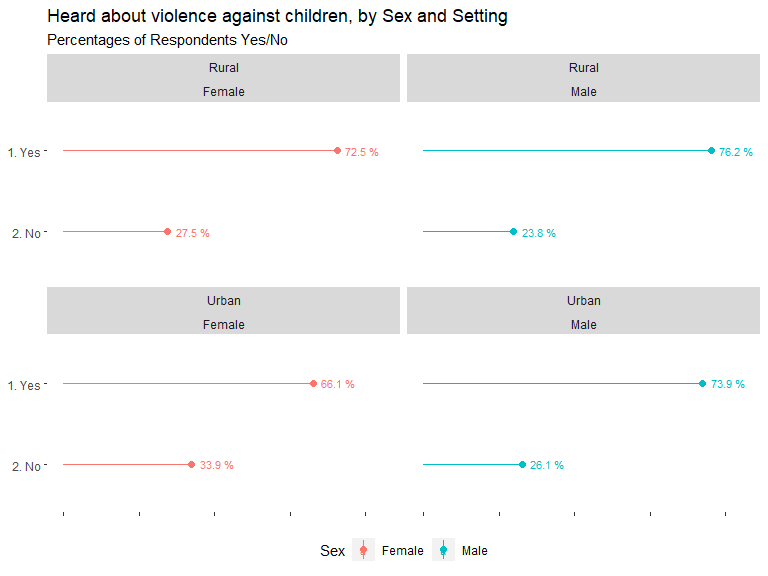 Heard about violence against children, by Sex and Setting
Percentages of Respondents Yes/No
Rural
Female
Rural
Male
1. Yes
72.5 %
76.2 %
2. No
27.5 %
23.8 %
Urban
Female
Urban
Male
1. Yes
66.1 %
73.9 %
2. No
33.9 %
26.1 %
Sex Female Male